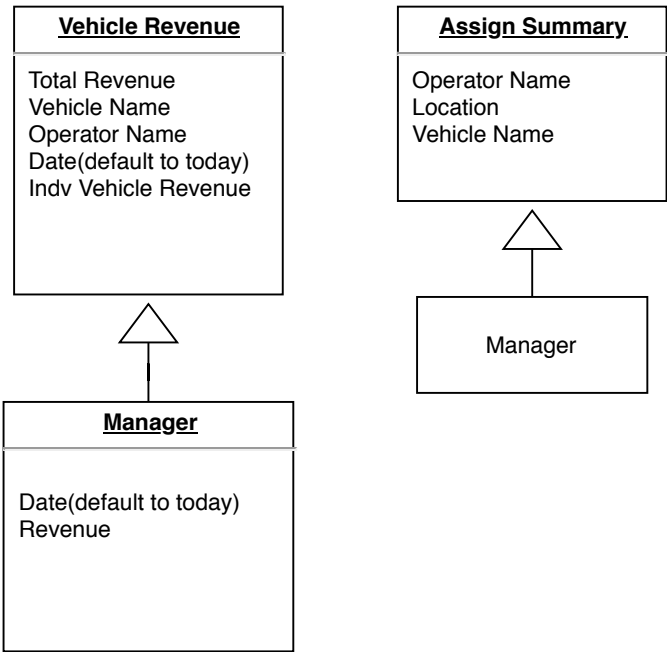 Vehicle Revenue
Total Revenue
Vehicle Name
Operator Name
Date(default to today)
Indv Vehicle Revenue
Manager
Date(default to today)
Revenue
Assign Summary
Operator Name
Location
Vehicle Name
Manager